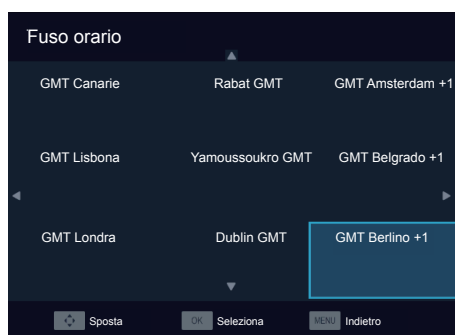 Fuso orario
GMT Canarie Rabat GMT GMT Amsterdam +1
GMT Lisbona Yamoussoukro GMT GMT Belgrado +1
GMT Londra Dublin GMT GMT Berlino +1
Sposta OK Seleziona MENU Indietro